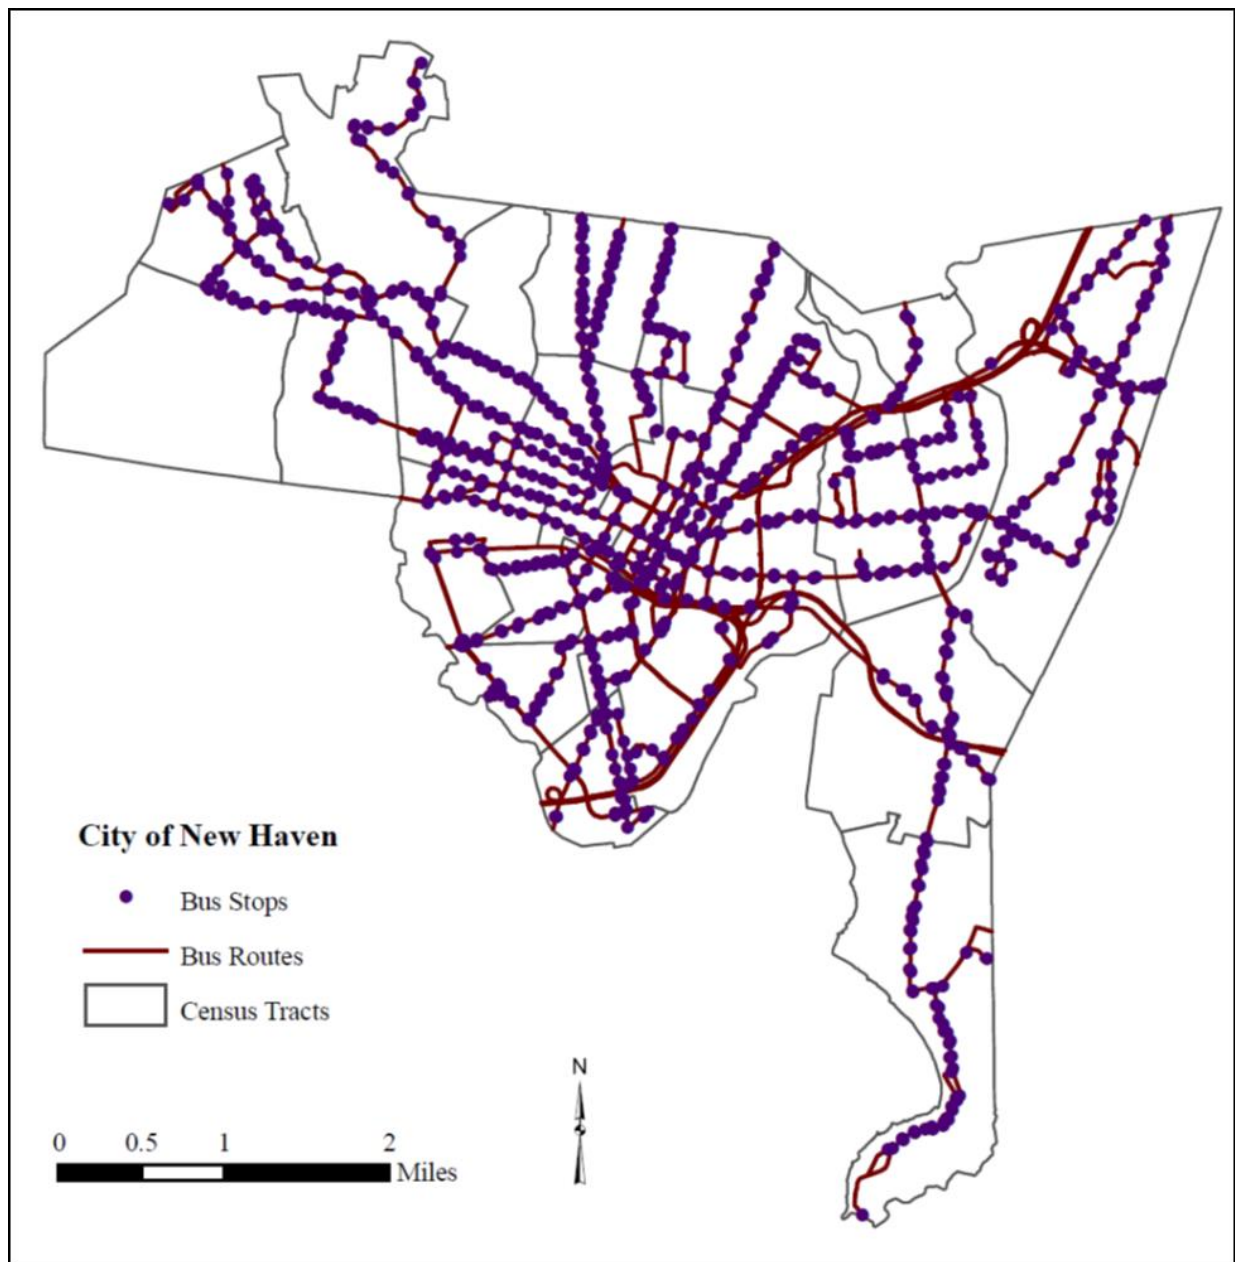 City of New Haven
Bus Stops
Bus Routes
Census Tracts
N
0 0.5 1 2
Miles